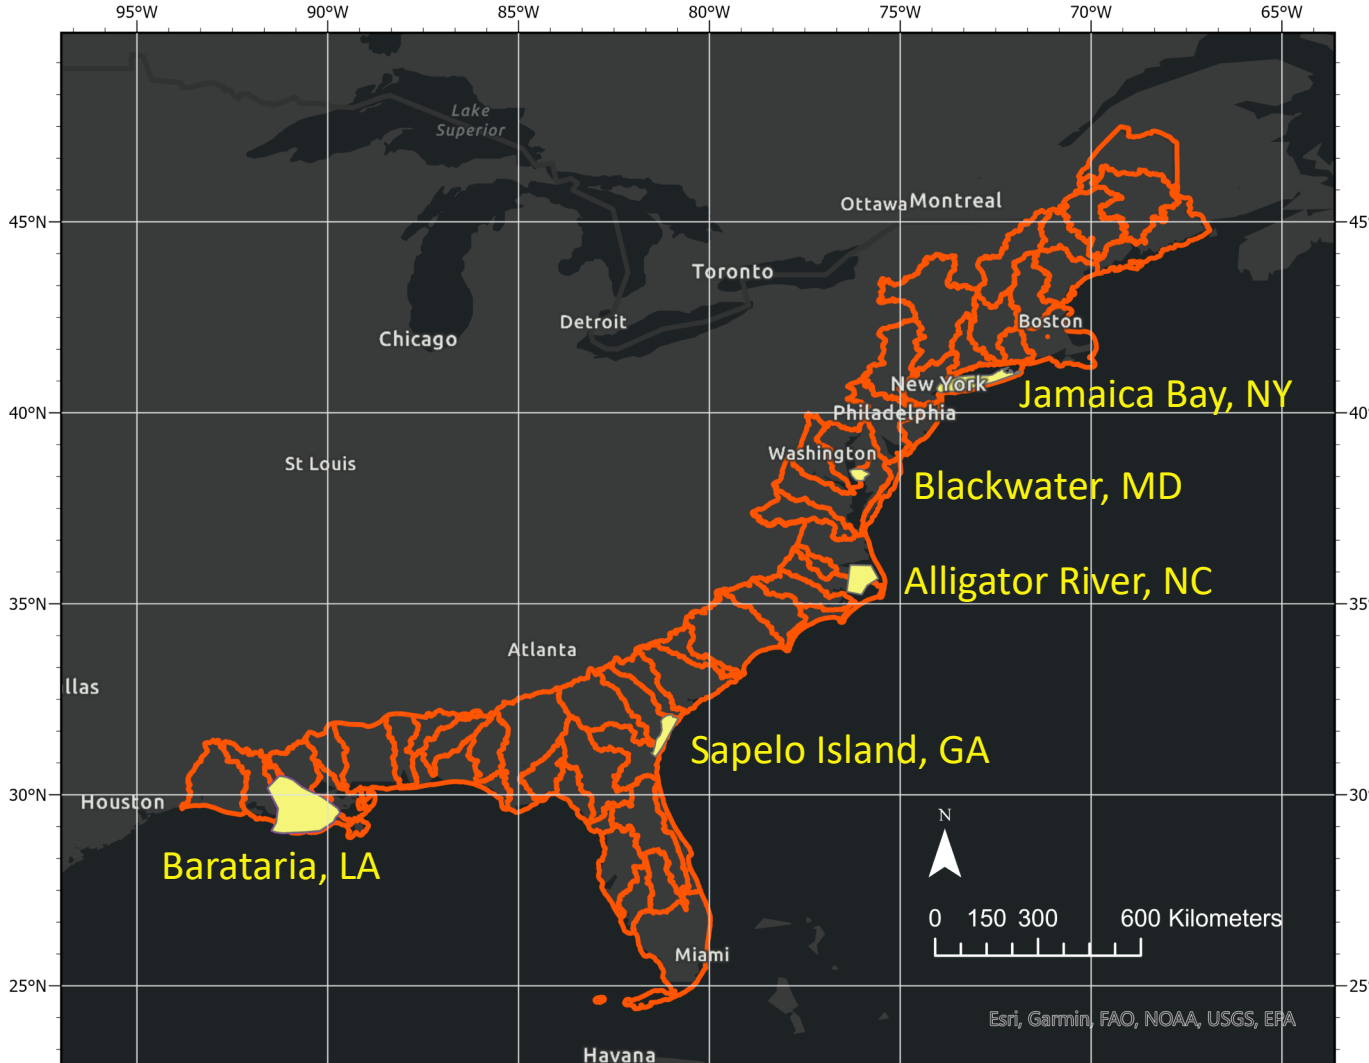 95°W 90°W 85°W 80°W 75°W 70°W 65°W
Lake
Superior
Ottawa Montreal
45°N 45°
Toronto
Detroit Boston
Chicago
New York
Jamaica Bay, NY
40°N Philadelphia 40°
Washington
St Louis
Blackwater, MD
Alligator River, NC
35°N 35°
Atlanta
llas
Sapelo Island, GA
30°N 30°
Houston
N
Barataria, LA
0 150 300 600 Kilometers
Miami
25°N 25°
Esri, Garmin, FAO, NOAA, USGS, EPA
Havana